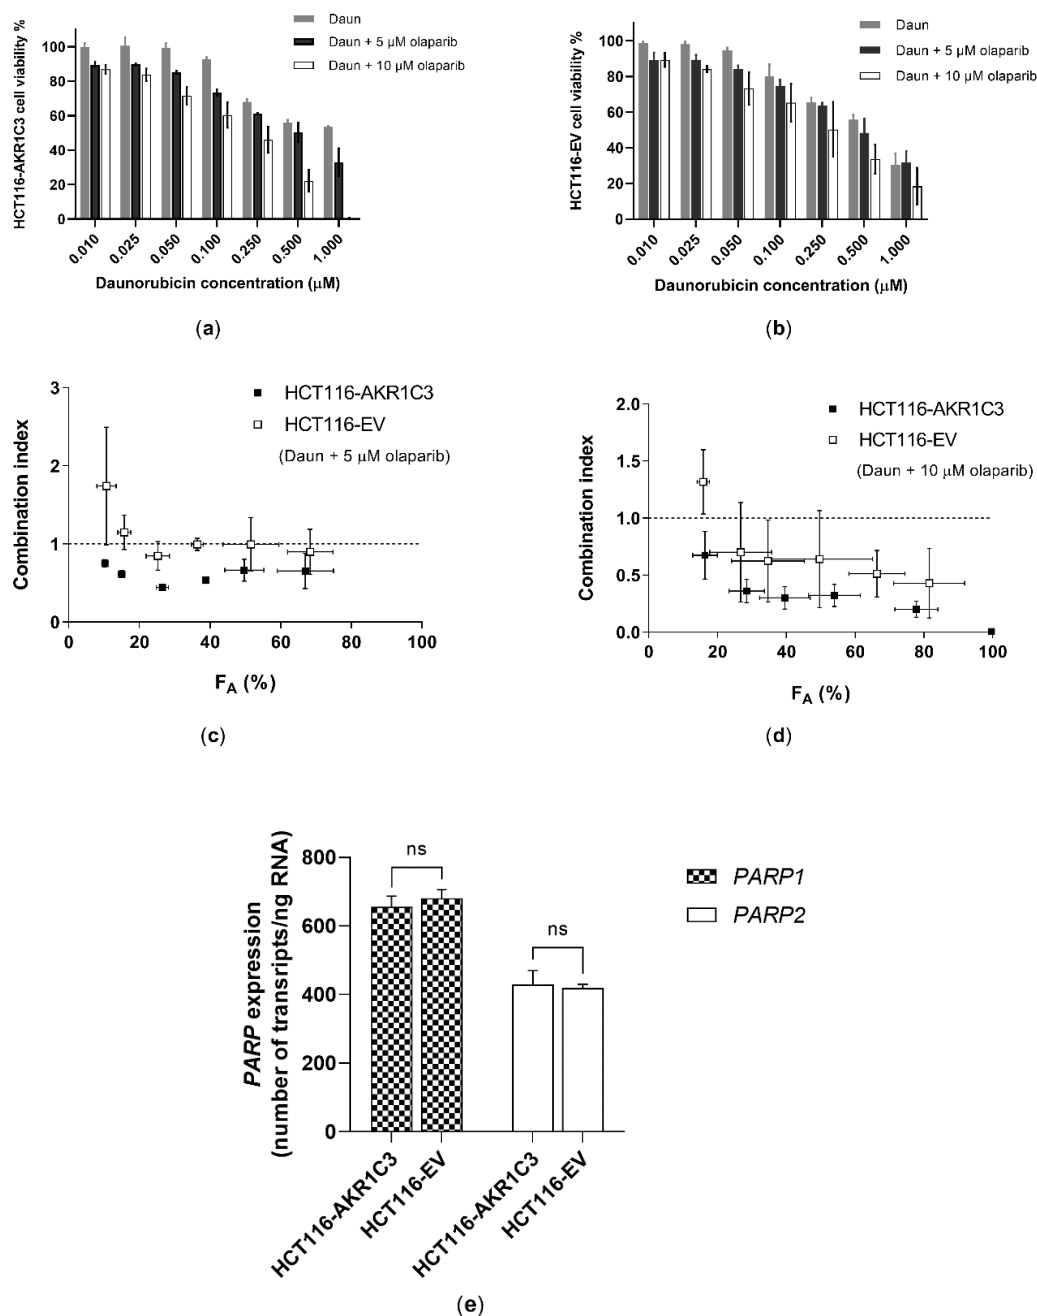 Daun
Daun + 5 µM olaparib
Daun + 10 µM olaparib
HCT116-AKR1C3 cell viability %
100
80
60
40
20
0
0.010
0.025
0.050
0.100
0.250
0.500
1.000
Daunorubicin concentration (µM)
(a)
Daun
Daun + 5 µM olaparib
Daun + 10 µM olaparib
HCT116-EV cell viability %
100
80
60
40
20
0
0.010
0.025
0.050
0.100
0.250
0.500
1.000
Daunorubicin concentration (µM)
(b)
HCT116-AKR1C3
HCT116-EV
(Daun + 5 µM olaparib)
Combination index
3
2
1
0
0
20
40
60
80
100
FA (%)
(c)
HCT116-AKR1C3
HCT116-EV
(Daun + 10 µM olaparib)
Combination index
2.0
1.5
1.0
0.5
0.0
0
20
40
60
80
100
FA (%)
(d)
PARP expression
(number of transripts/ng RNA)
800
600
400
200
0
ns
ns
PARP1
PARP2
HCT116-AKR1C3
HCT116-EV
HCT116-AKR1C3
HCT116-EV
(e)